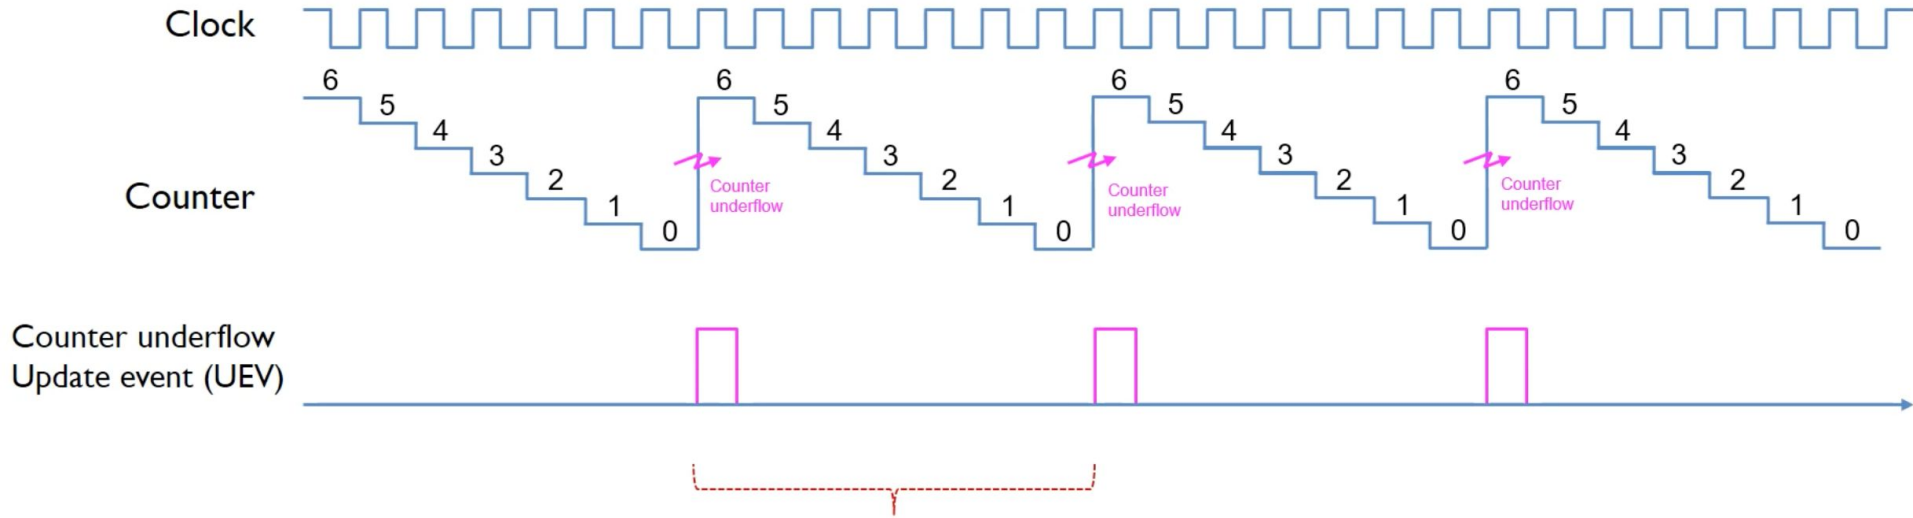 Clock
6 6 6 6
5 5 5 5
4 4 4 4
3 3 3 3
2 2 2 2
Counter
1 1 1 1
0 0 0 0
Counter
underflow
Counter
underflow
Counter
underflow
Counter underflow
Update event (UEV)